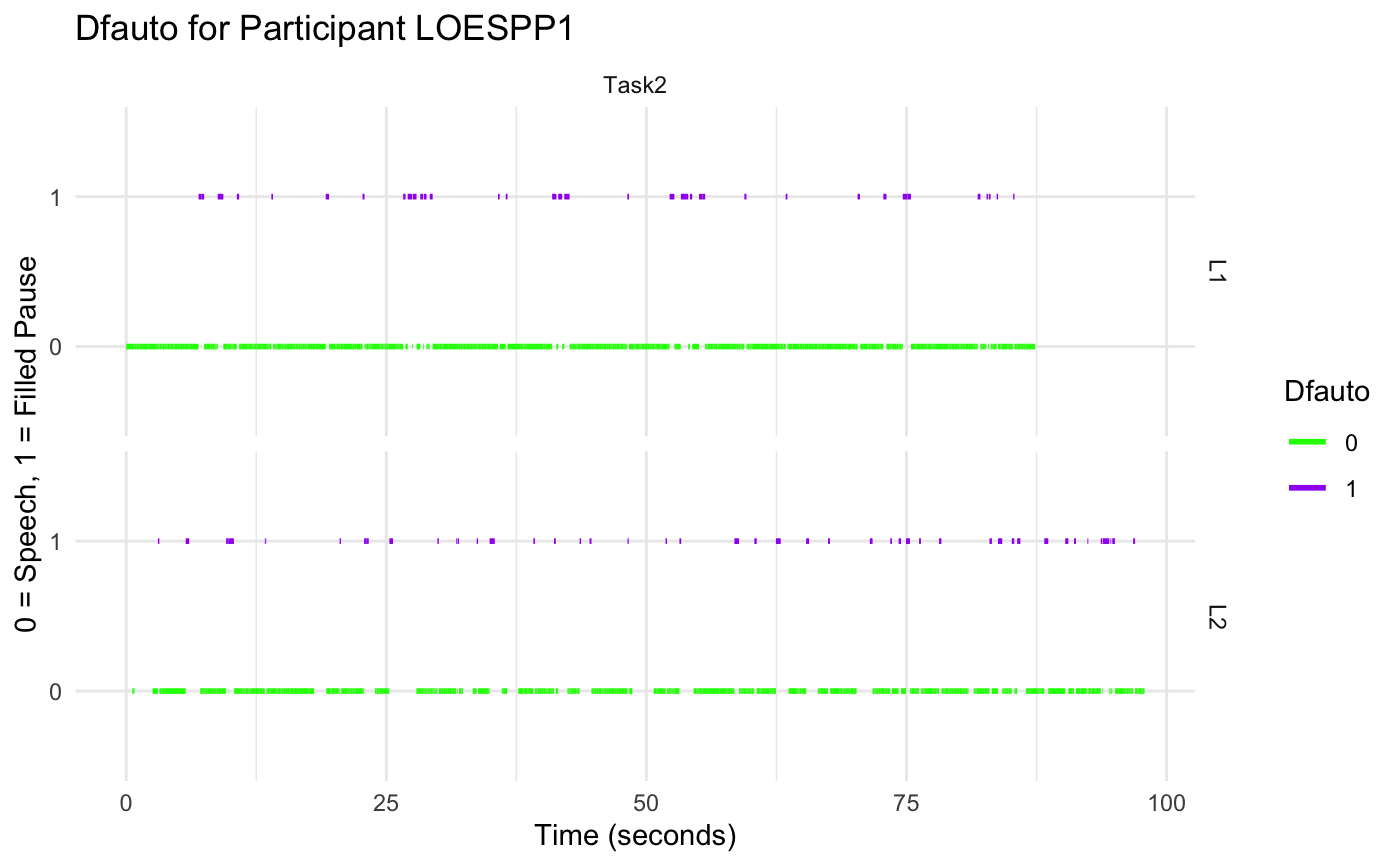 Dfauto for Participant LOESPP1
Task2
1
0
L1
1
0
L2
0 = Speech, 1 = Filled Pause
0 25 50 75 100
Time (seconds)
Dfauto
0
1